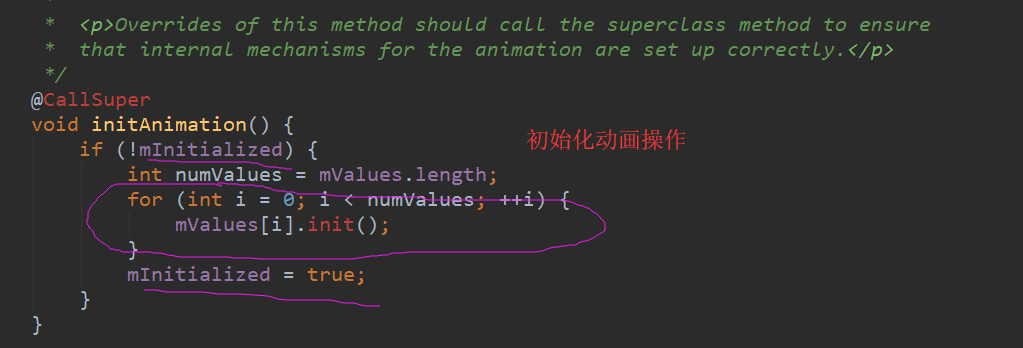 *
* <p>Overrides of this method should call the superclass method to ensure
* that internal mechanisms for the animation are set up correctly.</p>
*/
@CallSuper
void initAnimation() {
初始化动画操作
if (!mInitialized) {
int numValues = mValues.length;
for (int i = 0; i < numValues; ++i) {
mValues[i].init();
}
mInitialized = true;
}
}